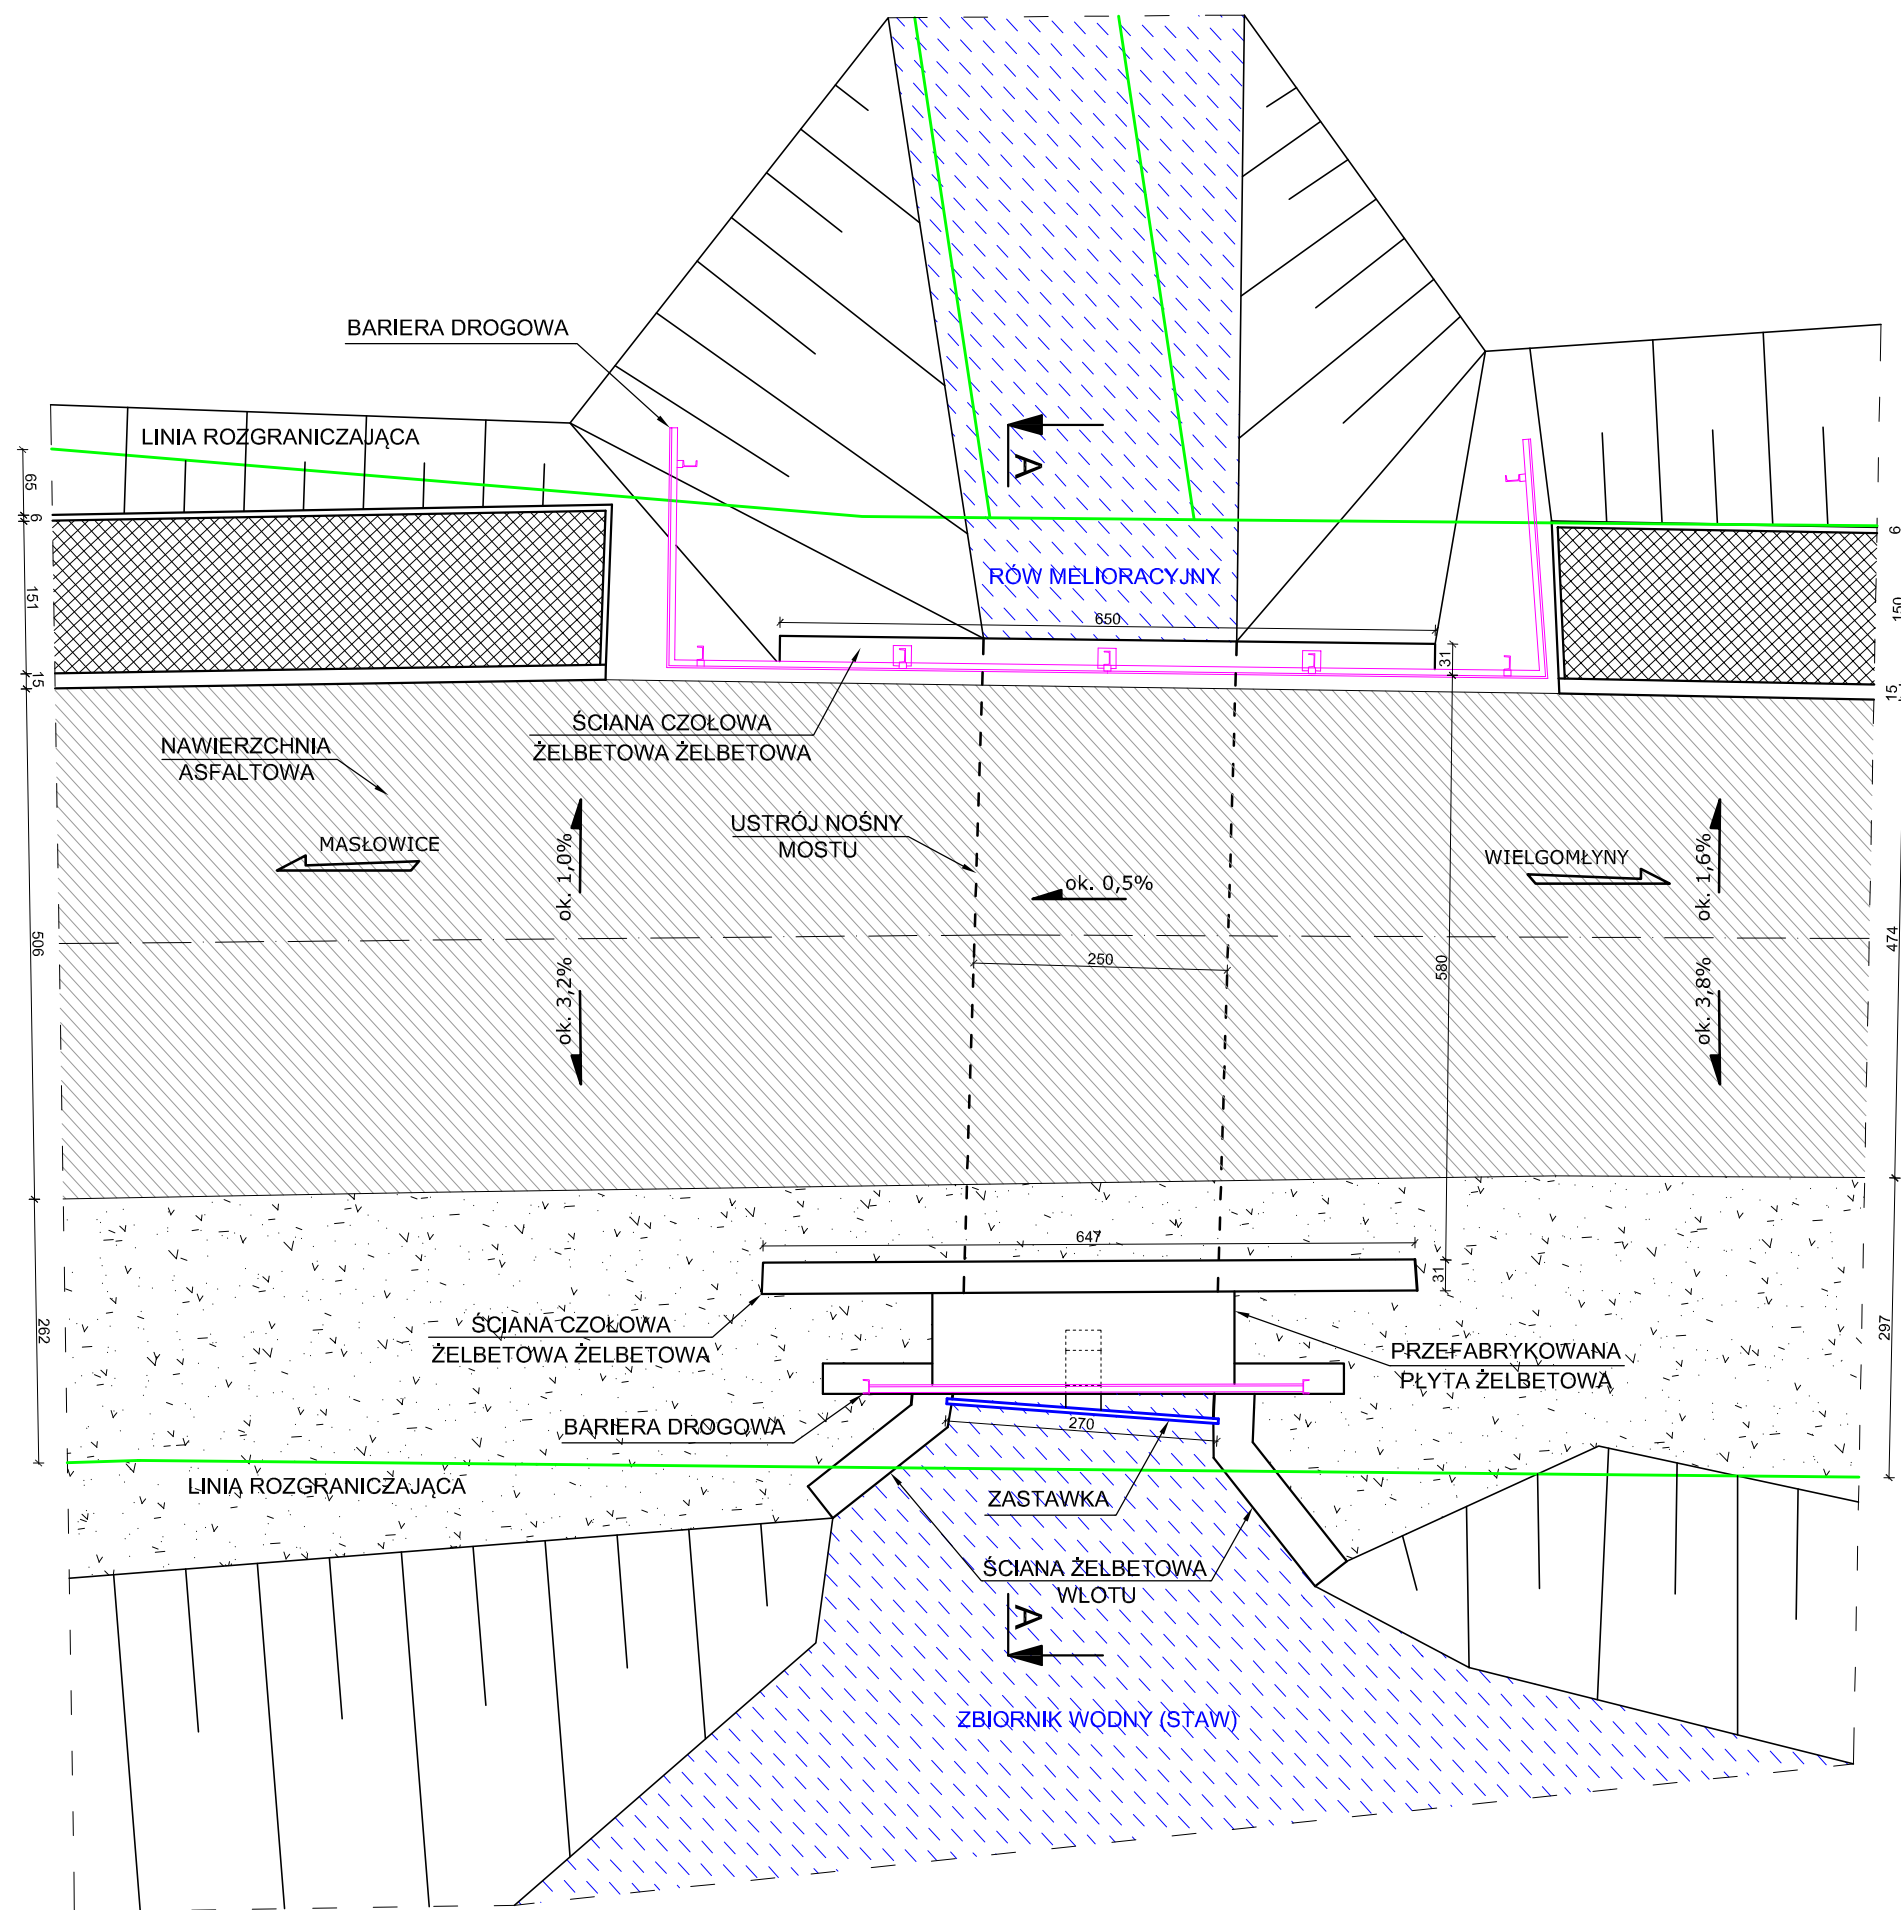 BARIERA DROGOWA
LINIA ROZGRANICZAJĄCA
A
65
6
151
15
6
150
15
RÓW MELIORACYJNY
650
31
ŚCIANA CZOŁOWA
ŻELBETOWA ŻELBETOWA
NAWIERZCHNIA
ASFALTOWA
MASŁOWICE
ok. 1,0%
USTRÓJ NOŚNY
MOSTU
ok. 0,5%
WIELGOMŁYNY
ok. 1,6%
506
ok. 3,2%
250
580
ok. 3,8%
474
647
31
262
ŚCIANA CZOŁOWA
ŻELBETOWA ŻELBETOWA
PRZEFABRYKOWANA
PŁYTA ŻELBETOWA
297
BARIERA DROGOWA
270
LINIA ROZGRANICZAJĄCA
ZASTAWKA
ŚCIANA ŻELBETOWA
WLOTU
A
ZBIORNIK WODNY (STAW)